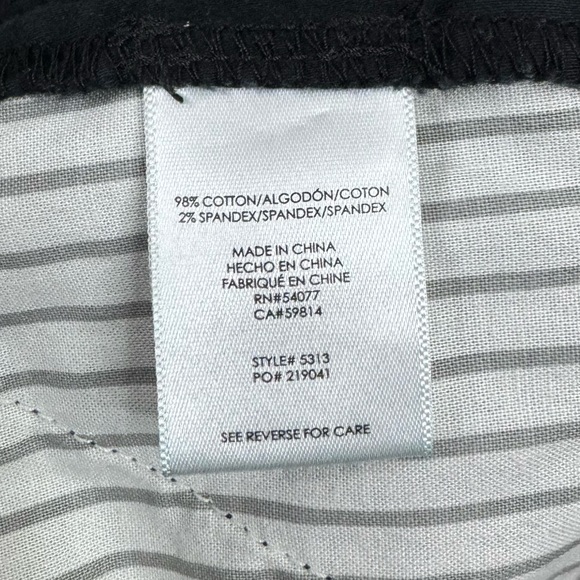 98% COTTON/ALGODÓN/COTON
2% SPANDEX/SPANDEX/SPANDEX
MADE IN CHINA
HECHO EN CHINA
FABRIQUÉ EN CHINE
RN#54077
CA#59814
STYLE# 5313
PO# 219041
SEE REVERSE FOR CARE